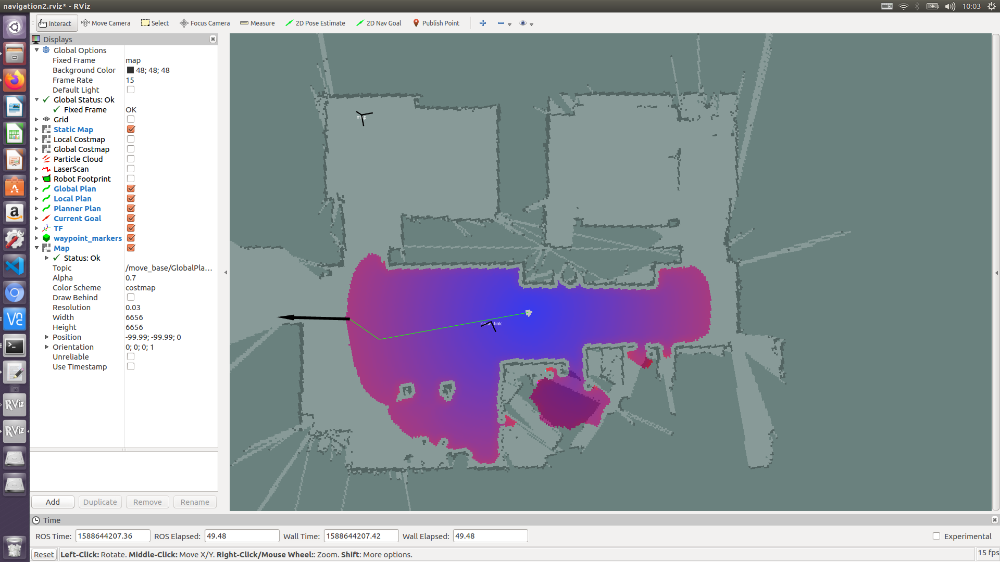 navigation2.rviz* - RViz
10:03
Interact Move Camera Select Focus Camera Measure 2D Pose Estimate 2D Nav Goal Publish Point
Displays
Global Options
Fixed Frame map
Background Color 48; 48; 48
Frame Rate 15
Default Light
Global Status: Ok
Fixed Frame OK
Grid
Static Map
Local Costmap
Global Costmap
Particle Cloud
LaserScan
Robot Footprint
Global Plan
Local Plan
Planner Plan
Current Goal
TF
waypoint_markers
Map
Status: Ok
Topic /move_base/GlobalPla...
Alpha 0.7
Color Scheme costmap
Draw Behind
Resolution 0.03
Width 6656
Height 6656
Position -99.99; -99.99; 0
Orientation 0; 0; 0; 1
Unreliable
Use Timestamp
map
base_link
Add Duplicate Remove Rename
Time
ROS Time: 1588644207.36 ROS Elapsed: 49.48 Wall Time: 1588644207.42 Wall Elapsed: 49.48 Experimental
Reset Left-Click: Rotate. Middle-Click: Move X/Y. Right-Click/Mouse Wheel:: Zoom. Shift: More options. 15 fps
a
RViz
RViz